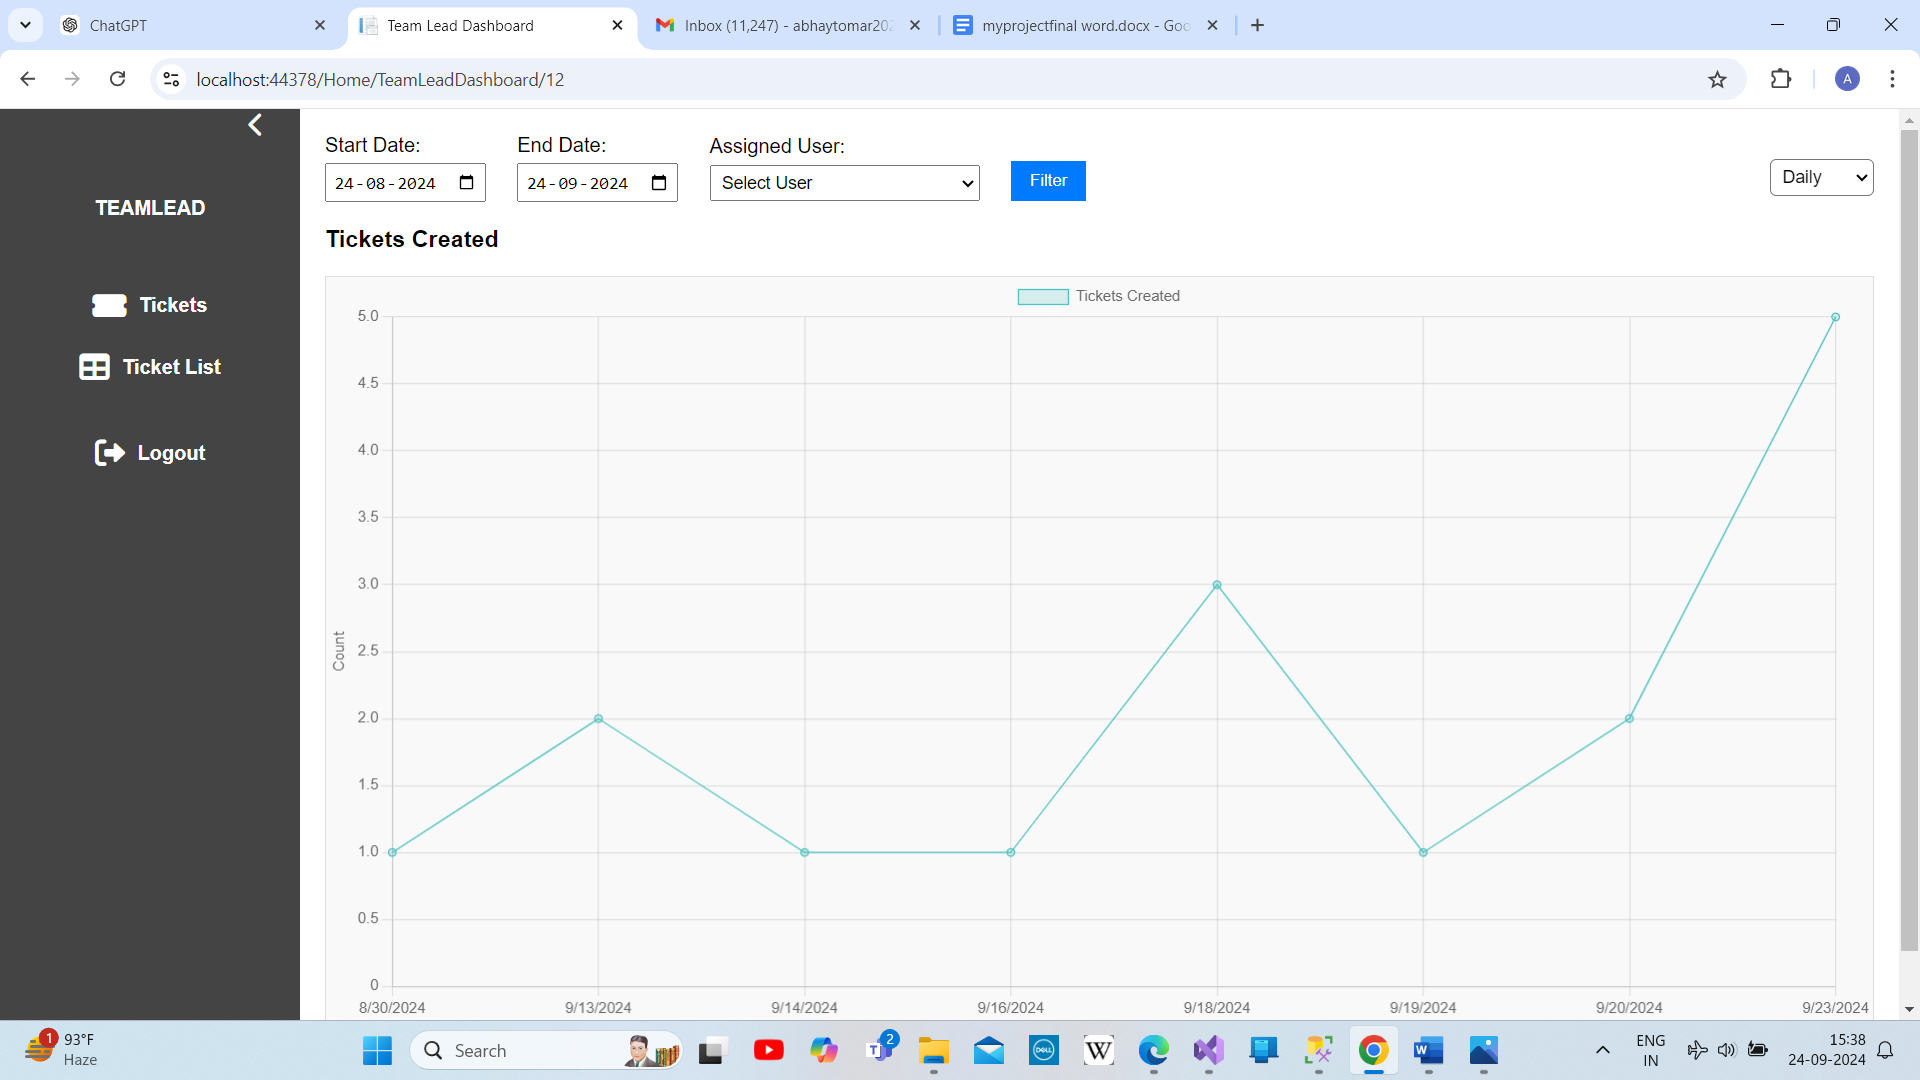 ChatGPT
Team Lead Dashboard
Inbox (11,247) - abhaytomar202
myprojectfinal word.docx - Goo
localhost:44378/Home/TeamLeadDashboard/12
A
TEAMLEAD
Tickets
Ticket List
Logout
Start Date:
End Date:
Assigned User:
24-08-2024
24-09-2024
Select User
Filter
Daily
Tickets Created
Tickets Created
Count
5.0
4.5
4.0
3.5
3.0
2.5
2.0
1.5
1.0
0.5
0
8/30/2024 9/13/2024 9/14/2024 9/16/2024 9/18/2024 9/19/2024 9/20/2024 9/23/2024
1
93°F
Haze
Search
T
2
DELL
W
W
ENG
IN
15:38
24-09-2024